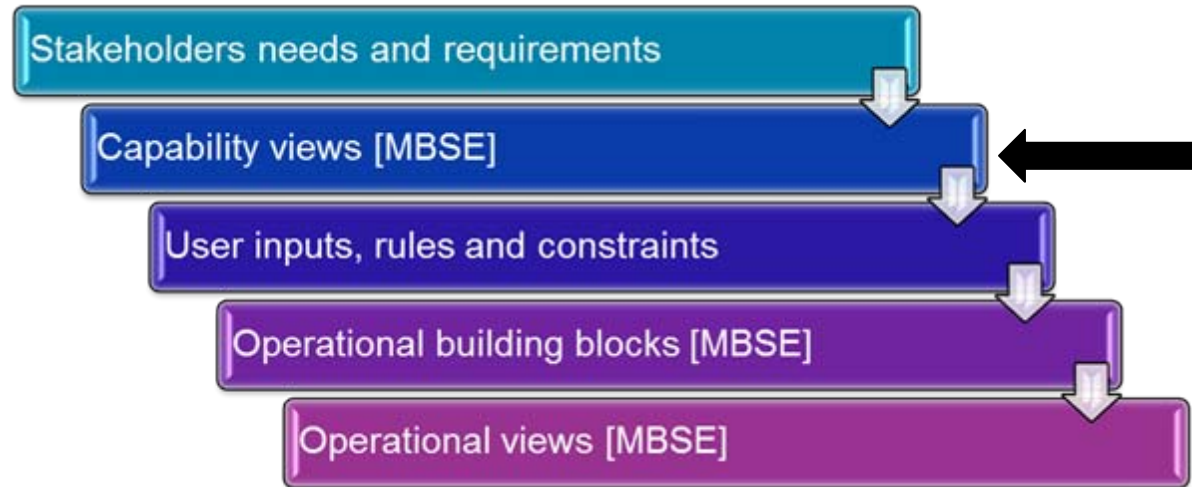 Stakeholders needs and requirements
Capability views [MBSE]
User inputs, rules and constraints
Operational building blocks [MBSE]
Operational views [MBSE]